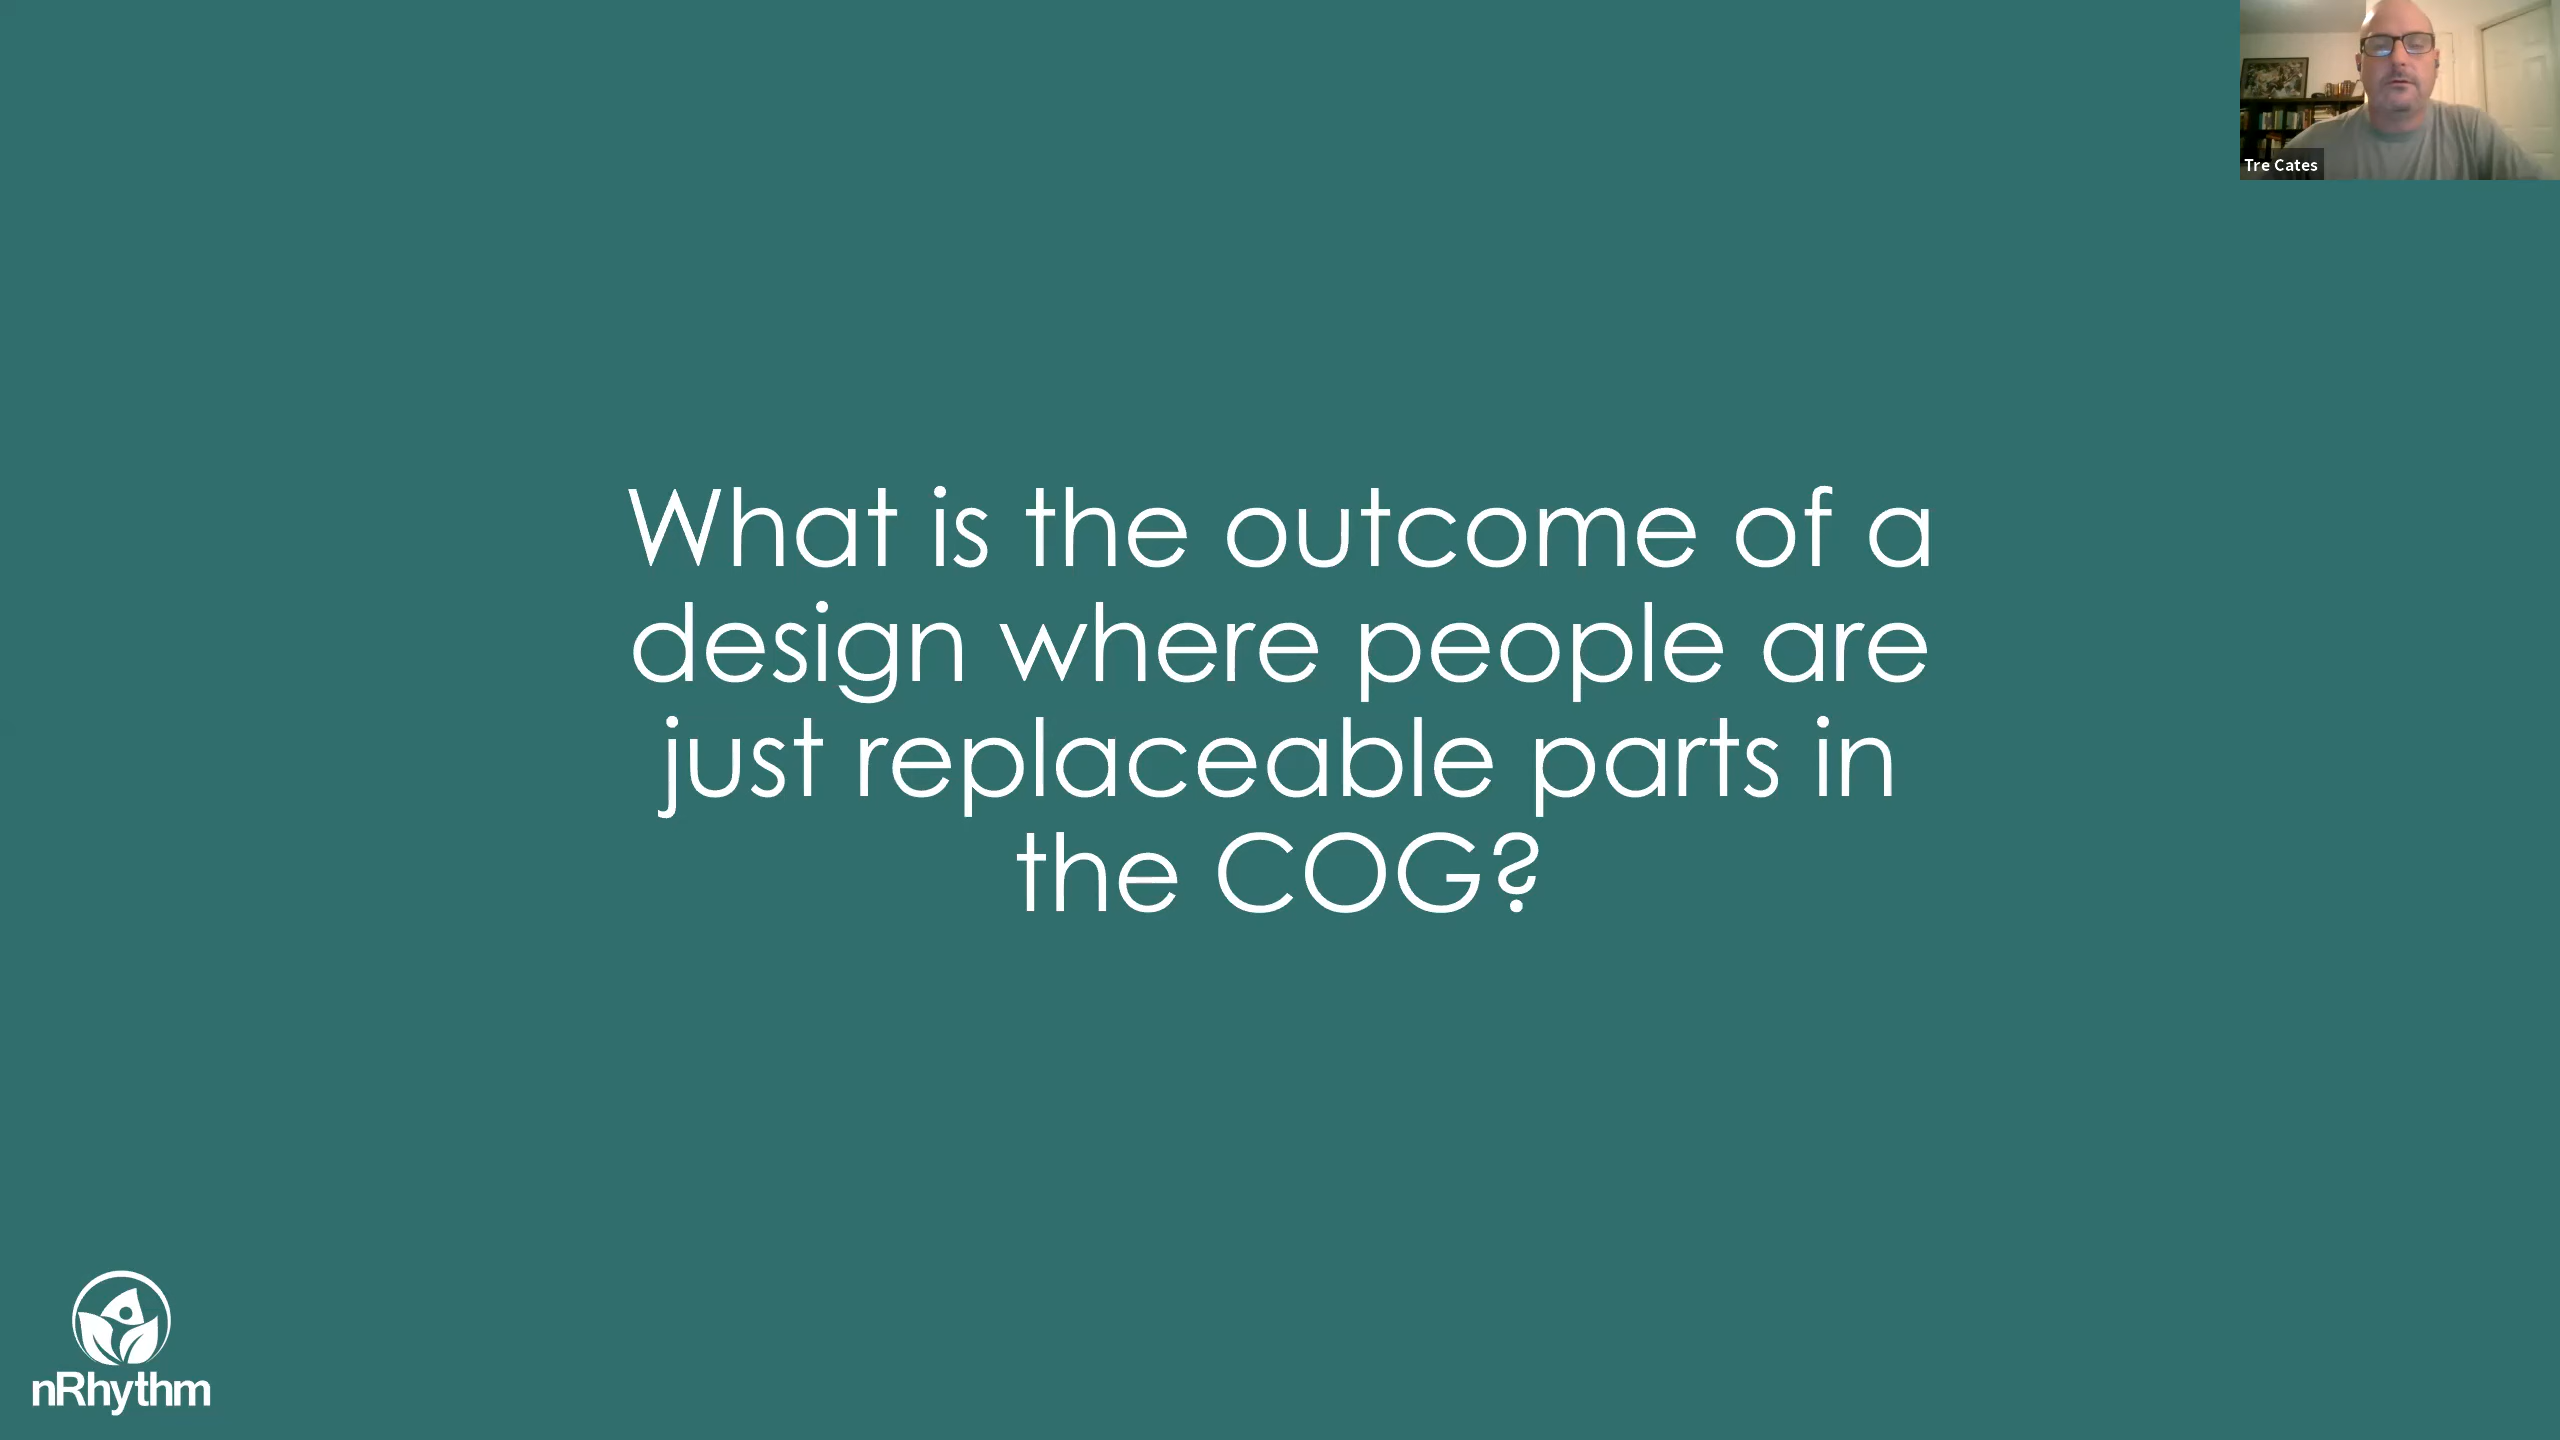 Tre Cates
What is the outcome of a
design where people are
just replaceable parts in
the COG?
nRhythm